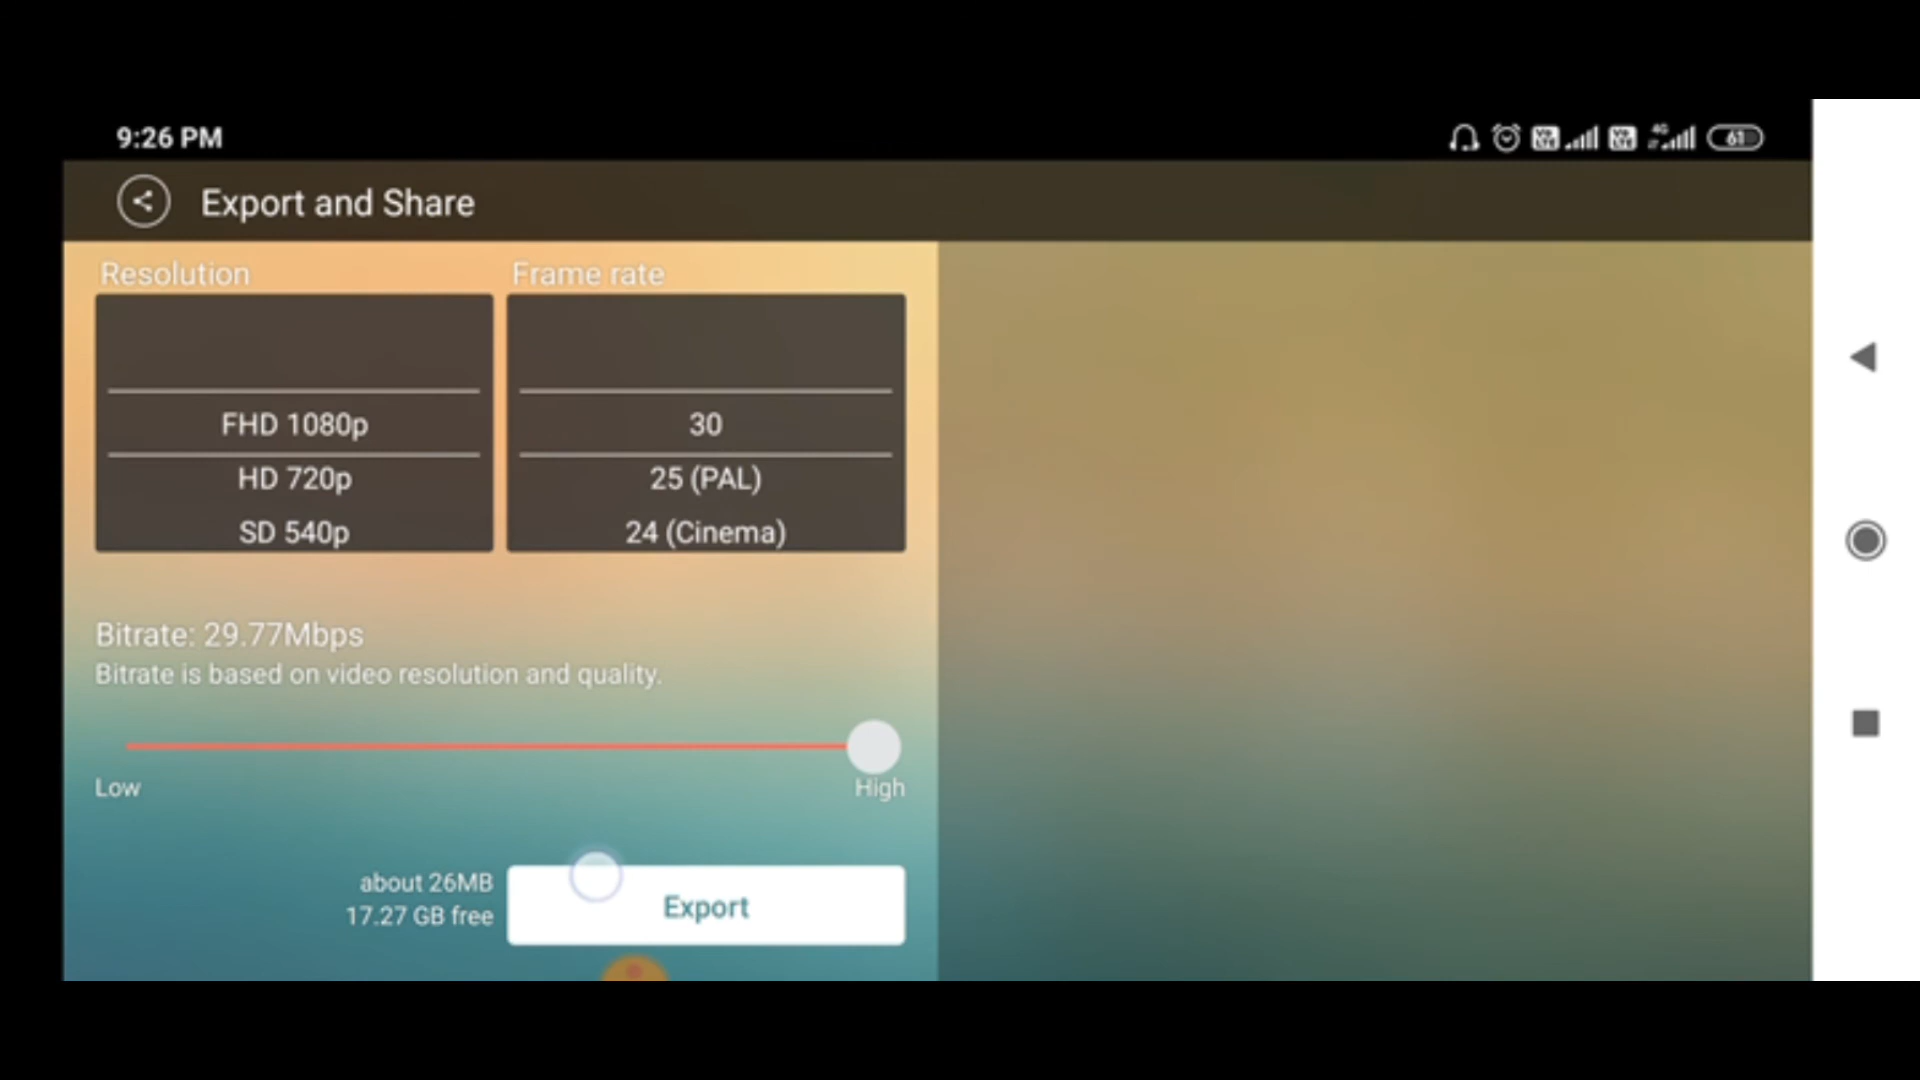 9:26 PM
4G
61
Export and Share
Resolution
Frame rate
FHD 1080p
HD 720p
SD 540p
30
25 (PAL)
24 (Cinema)
Bitrate: 29.77Mbps
Bitrate is based on video resolution and quality.
Low
High
about 26MB
17.27 GB free
Export